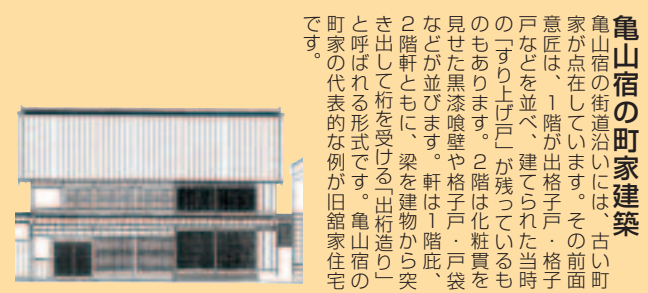 亀山宿の町家建築
亀山宿の街道沿いには、古い町
家が点在しています。その前面
意匠は、1階が出格子戸・格子
戸などを並べ、建てられた当時
の「すり上げ戸」が残っているも
のもあります。2階は化粧貫を
見せた黒漆喰壁や格子戸・戸袋
などが並びます。軒は1階庇、
2階軒ともに、梁を建物から突
き出して桁を受ける「出桁造り」
と呼ばれる形式です。亀山宿の
町家の代表的な例が旧舘家住宅
です。